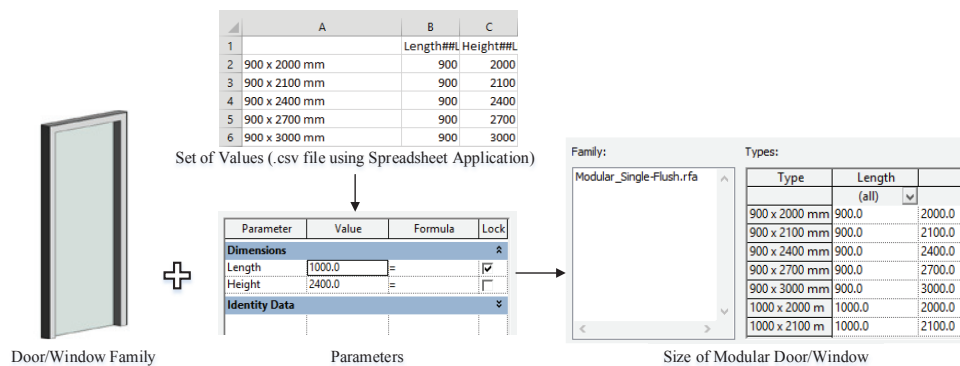 A B C
1 Length##L Height##L
2 900 x 2000 mm 900 2000
3 900 x 2100 mm 900 2100
4 900 x 2400 mm 900 2400
5 900 x 2700 mm 900 2700
6 900 x 3000 mm 900 3000
Set of Values (.csv file using Spreadsheet Application)
Parameter Value Formula Lock
Dimensions
Length 1000.0 =
Height 2400.0 =
Identity Data
Family: Types:
Modular_Single-Flush.rfa
Type Length
(all)
900 x 2000 mm 900.0 2000.0
900 x 2100 mm 900.0 2100.0
900 x 2400 mm 900.0 2400.0
900 x 2700 mm 900.0 2700.0
900 x 3000 mm 900.0 3000.0
1000 x 2000 m 1000.0 2000.0
1000 x 2100 m 1000.0 2100.0
Door/Window Family
Parameters
Size of Modular Door/Window